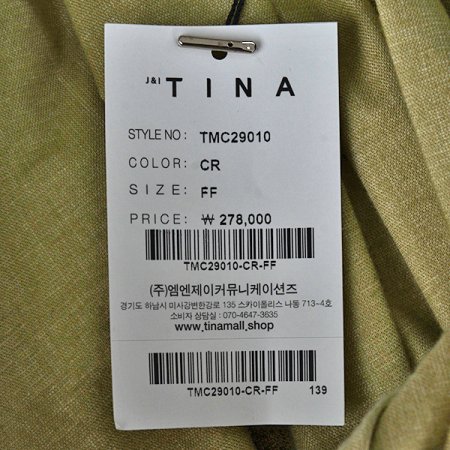 J&I TINA
STYLE NO: TMC29010
COLOR: CR
SIZE: FF
PRICE: ₩ 278,000
TMC29010-CR-FF
(주)엠엔제이커뮤니케이션즈
경기도 하남시 미사강변한강로 135 스카이폴리스 나동 713-4호
소비자 상담실 : 070-4647-3635
www.tinamall.shop
TMC29010-CR-FF 139